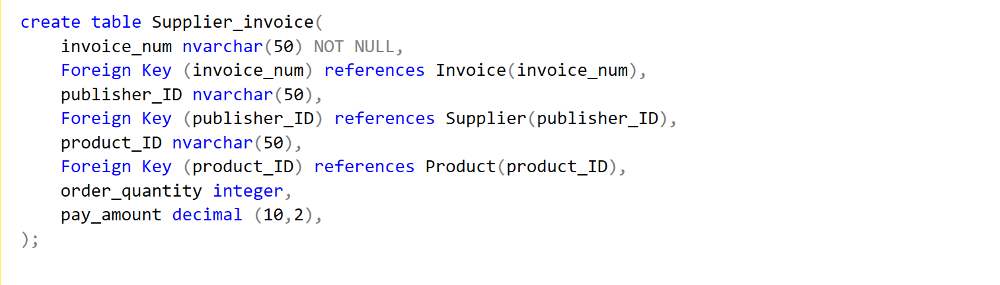 create table Supplier_invoice(
    invoice_num nvarchar(50) NOT NULL,
    Foreign Key (invoice_num) references Invoice(invoice_num),
    publisher_ID nvarchar(50),
    Foreign Key (publisher_ID) references Supplier(publisher_ID),
    product_ID nvarchar(50),
    Foreign Key (product_ID) references Product(product_ID),
    order_quantity integer,
    pay_amount decimal (10,2),
);